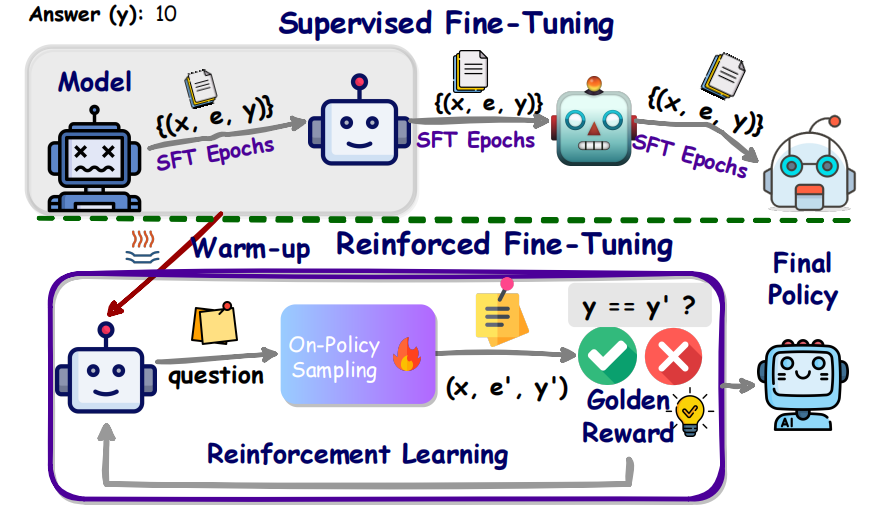 Answer (y): 10
Supervised Fine-Tuning
Model
{(x, e, y)}
SFT Epochs
{(x, e, y)}
SFT Epochs
{(x, e, y)}
SFT Epochs
Warm-up
Reinforced Fine-Tuning
Final
Policy
question
On-Policy
Sampling
(x, e', y')
y == y' ?
Golden
Reward
Reinforcement Learning
AI